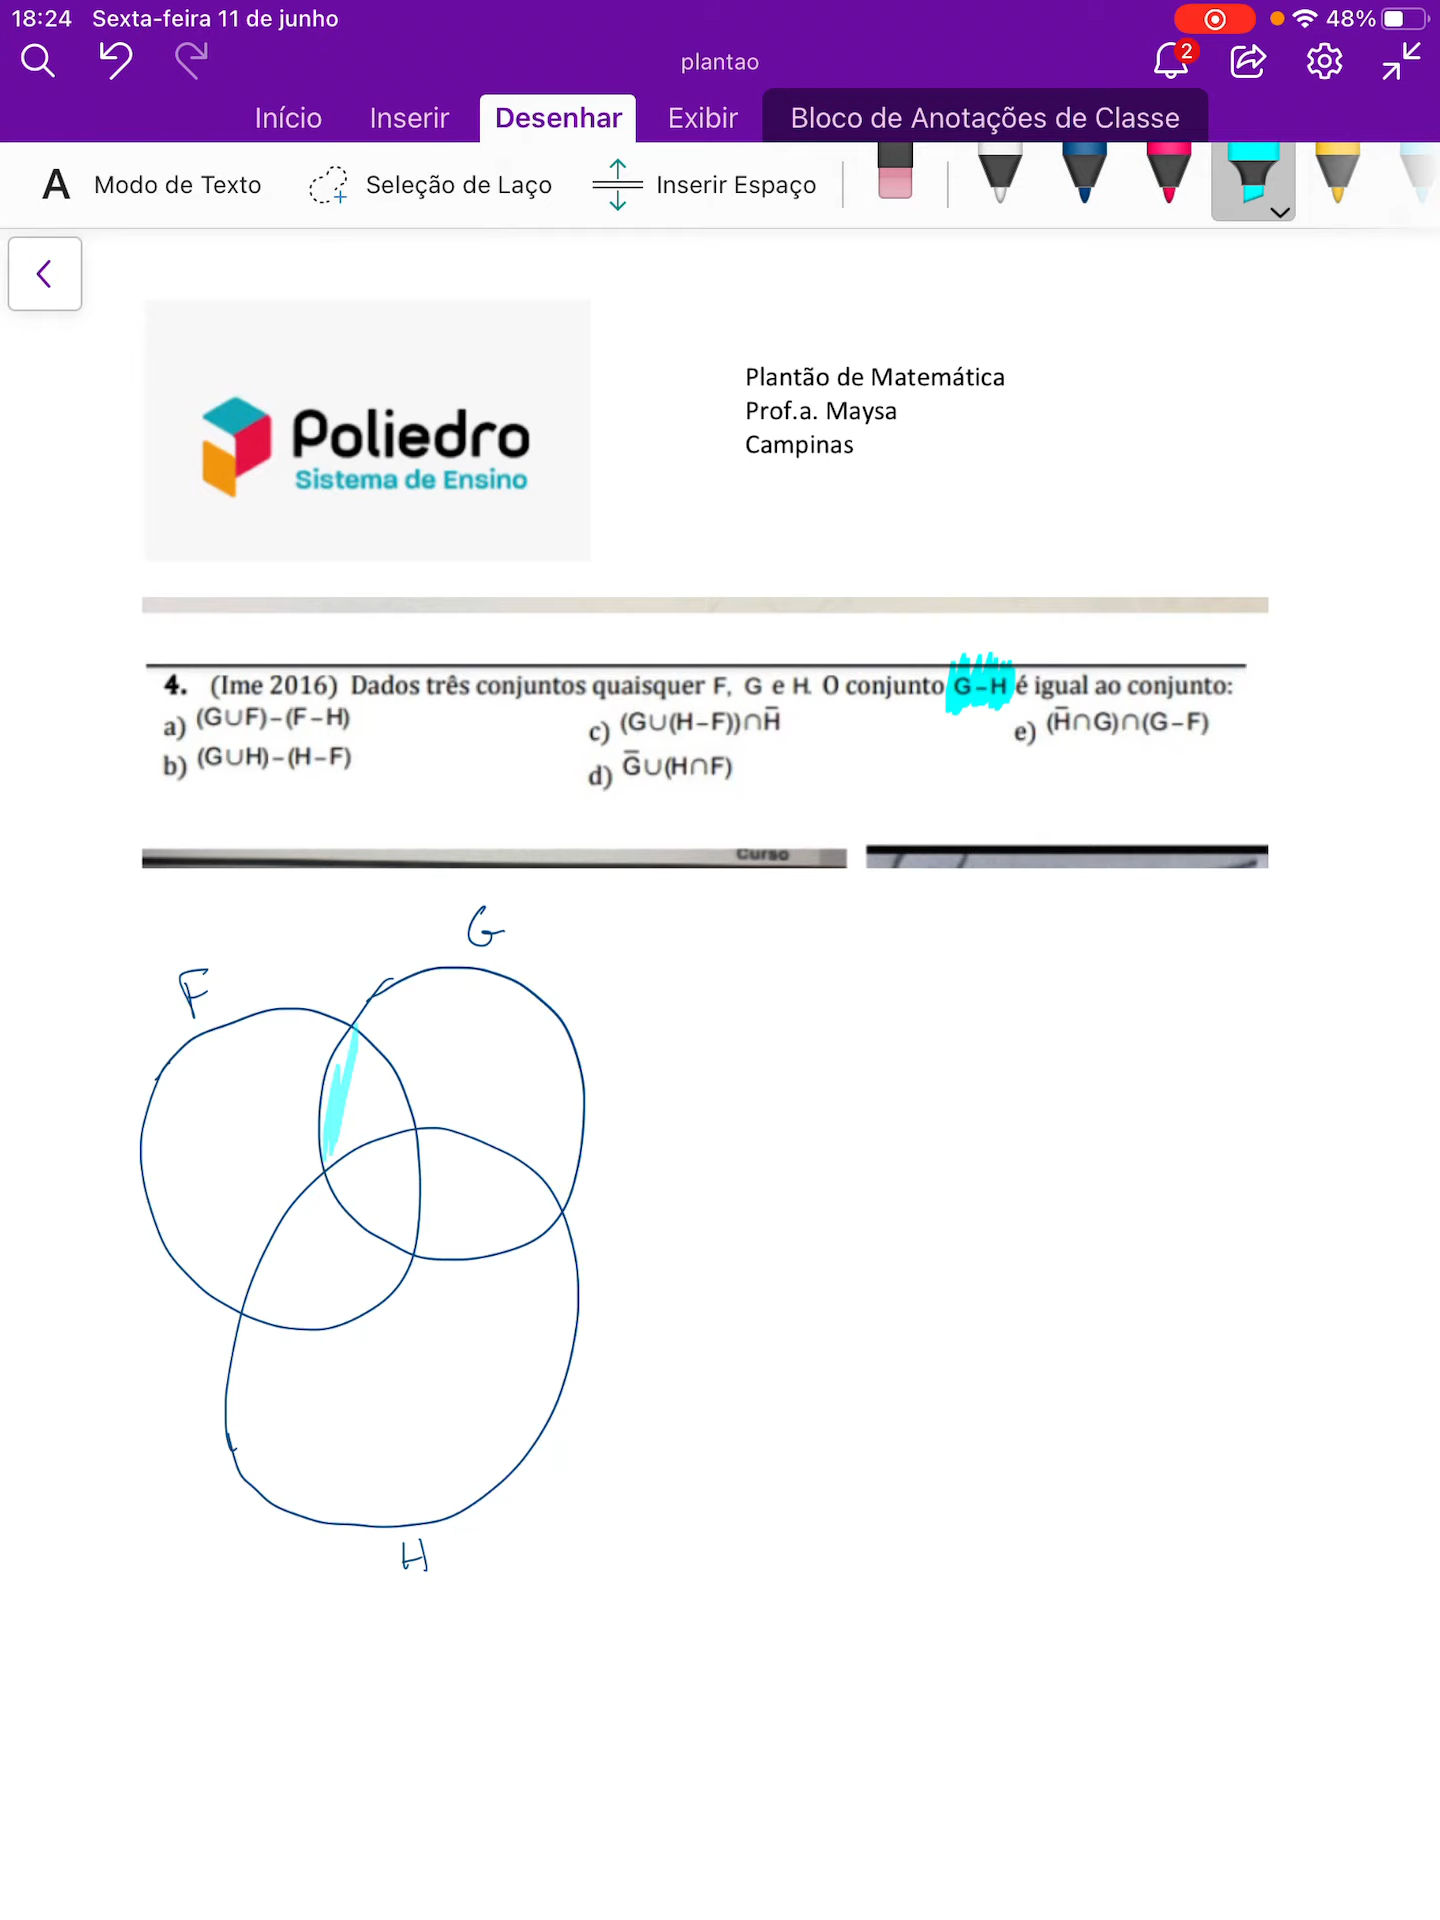 18:24 Sexta-feira 11 de junho 48%
plantao
2
Início Inserir Desenhar Exibir Bloco de Anotações de Classe
A Modo de Texto Seleção de Laço Inserir Espaço
Poliedro
Sistema de Ensino
Plantão de Matemática
Prof.a. Maysa
Campinas
4. (Ime 2016) Dados três conjuntos quaisquer F, G e H. O conjunto G–H é igual ao conjunto:
a) (G∪F)–(F–H)
b) (G∪H)–(H–F)
c) (G∪(H–F))∩H̅
d) G̅∪(H∩F)
e) (H̅∩G)∩(G–F)
Curso
G
F
H